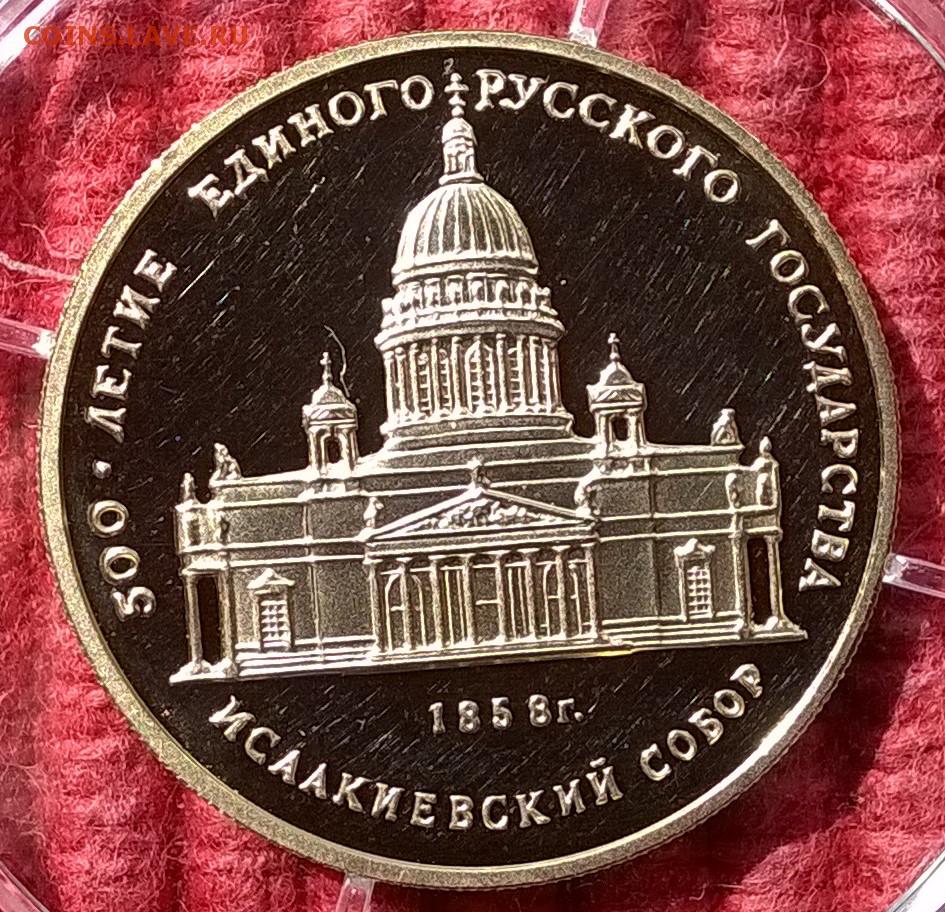 COINS.LAVE.RU
500·ЛЕТИЕ ЕДИНОГО РУССКОГО ГОСУДАРСТВА
1858г.
ИСААКИЕВСКИЙ СОБОР